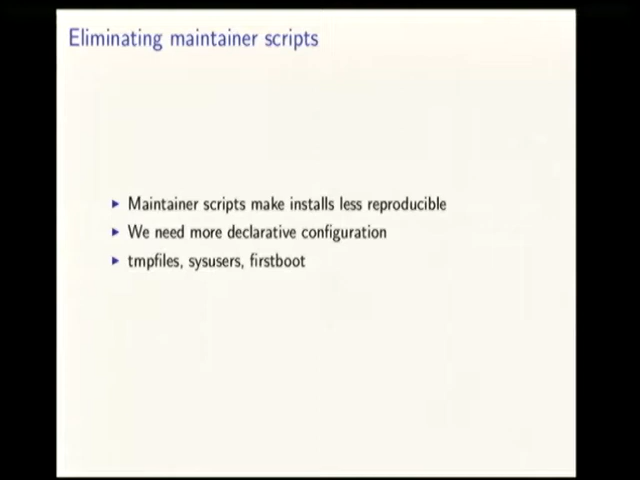 Eliminating maintainer scripts
Maintainer scripts make installs less reproducible
We need more declarative configuration
tmpfiles, sysusers, firstboot